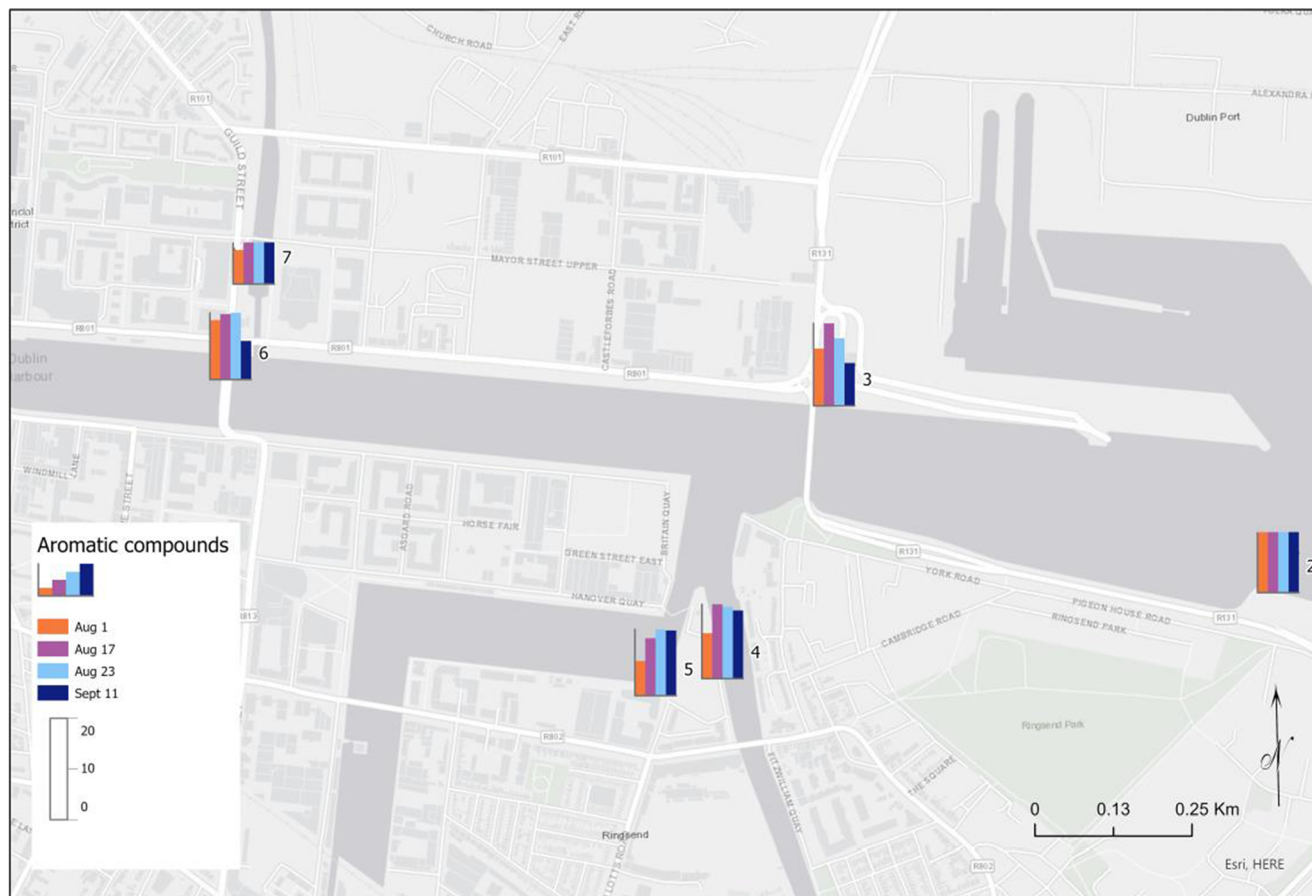 CHURCH ROAD
EAST RO
R101
ALEXANDRA
Dublin Port
GUILD STREET
R101
ncial
trict
R131
MAYOR STREET UPPER
7
CASTLEFORBES ROAD
R801
R801
6
Dublin
arbour
R801
3
WINDMILL LANE
E STREET
ASGARD ROAD
HORSE FAIR
BRITAIN QUAY
GREEN STREET EAST
HANOVER QUAY
R131
YORK ROAD
PIGEON HOUSE ROAD
RINGSEND PARK
R131
2
CAMBRIDGE ROAD
Aromatic compounds
Aug 1
Aug 17
Aug 23
Sept 11
20
10
0
R813
5
4
R802
Ringsend Park
FITZWILLIAM QUAY
THE SQUARE
Ringsend
LOTTS RO
R802
N
0 0.13 0.25 Km
Esri, HERE